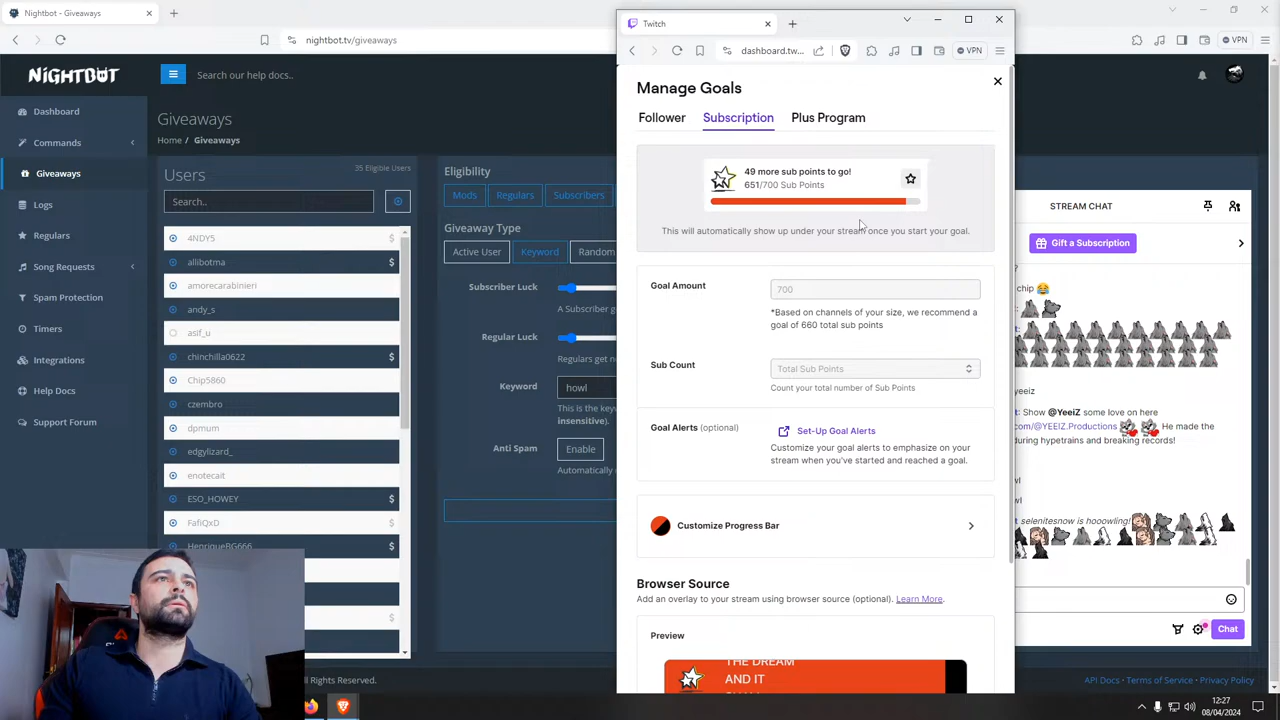 Nightbot - Giveaways
Twitch
nightbot.tv/giveaways
VPN
dashboard.tw...
VPN
NIGHTBOT
Search our help docs..
Dashboard
Commands
Giveaways
Logs
Regulars
Song Requests
Spam Protection
Timers
Integrations
Help Docs
Support Forum
Giveaways
Home / Giveaways
Users
35 Eligible Users
Search..
4NDY5 $
allibotma $
amorecarabinieri $
andy_s $
asif_u $
chinchilla0622 $
Chip5860 $
czembro $
dpmum $
edgylizard_ $
enotecait $
ESO_HOWEY $
FafiQxD $
HenriqueBG666 $
Eligibility
Mods
Regulars
Subscribers
Giveaway Type
Active User
Keyword
Random
Subscriber Luck
A Subscriber g
Regular Luck
Regulars get n
Keyword
howl
This is the key
insensitive).
Anti Spam
Enable
Automatically
Manage Goals
Follower
Subscription
Plus Program
49 more sub points to go!
651/700 Sub Points
This will automatically show up under your stream once you start your goal.
Goal Amount
700
*Based on channels of your size, we recommend a
goal of 660 total sub points
Sub Count
Total Sub Points
Count your total number of Sub Points
Goal Alerts (optional)
Set-Up Goal Alerts
Customize your goal alerts to emphasize on your
stream when you've started and reached a goal.
Customize Progress Bar
Browser Source
Add an overlay to your stream using browser source (optional). Learn More.
Preview
THE DREAM
AND IT
STREAM CHAT
Gift a Subscription
?
chip
yeeiz
: Show @YeeiZ some love on here
.com/@YEEIZ.Productions He made the
during hypetrains and breaking records!
wl
wl
selenitesnow is hooowling!
Chat
Rights Reserved.
API Docs - Terms of Service - Privacy Policy
12:27
08/04/2024